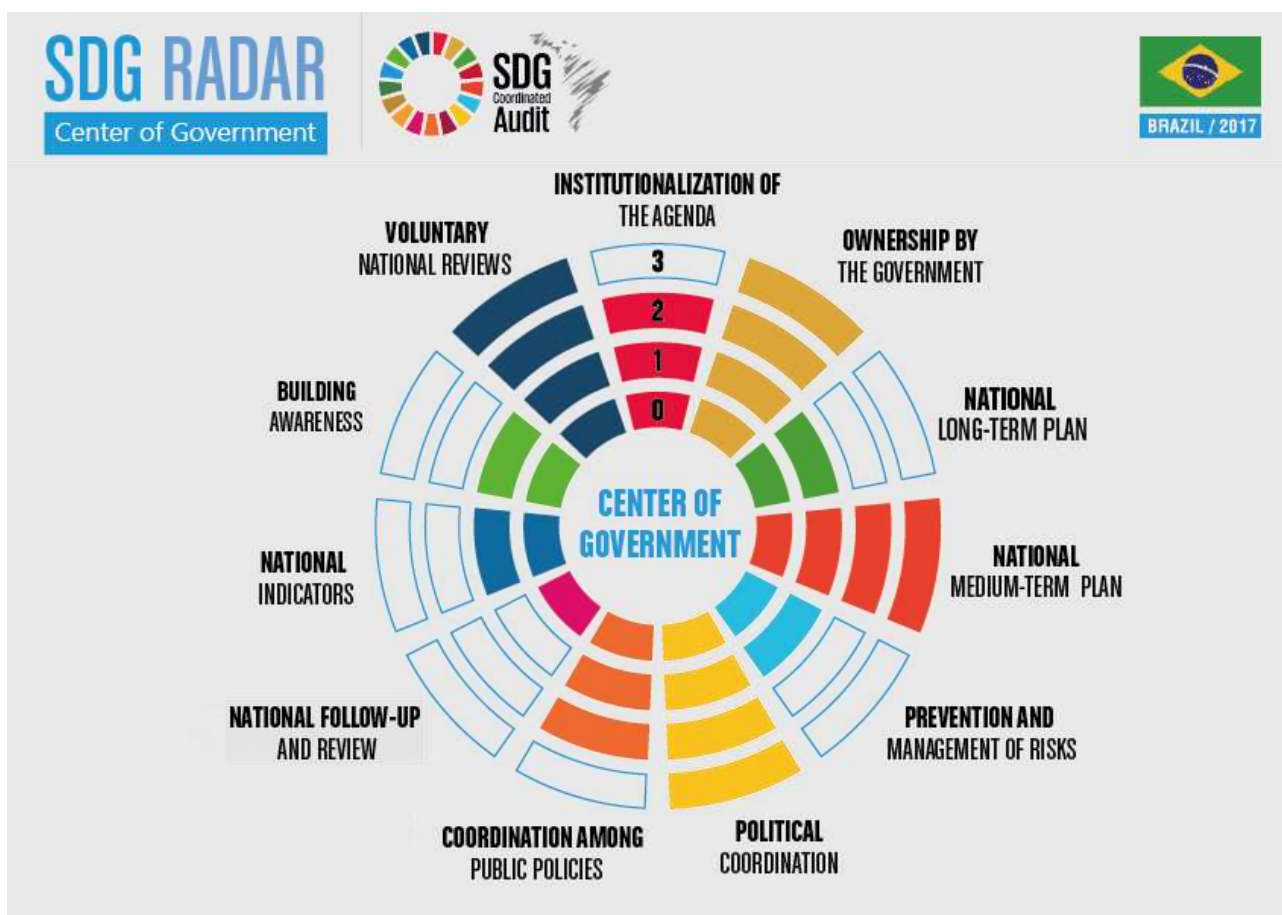 SDG RADAR
Center of Government
SDG
Coordinated
Audit
BRAZIL / 2017
INSTITUTIONALIZATION OF
THE AGENDA
VOLUNTARY
NATIONAL REVIEWS
OWNERSHIP BY
THE GOVERNMENT
3
2
1
0
BUILDING
AWARENESS
NATIONAL
LONG-TERM PLAN
CENTER OF
GOVERNMENT
NATIONAL
INDICATORS
NATIONAL
MEDIUM-TERM PLAN
NATIONAL FOLLOW-UP
AND REVIEW
PREVENTION AND
MANAGEMENT OF RISKS
COORDINATION AMONG
PUBLIC POLICIES
POLITICAL
COORDINATION